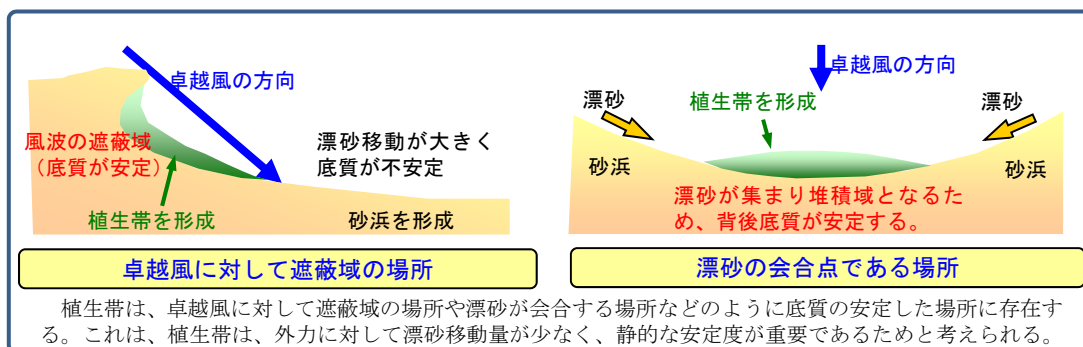 卓越風の方向
風波の遮蔽域
（底質が安定）
漂砂移動が大きく
底質が不安定
植生帯を形成
砂浜を形成
卓越風に対して遮蔽域の場所
卓越風の方向
植生帯を形成
漂砂
漂砂
砂浜
砂浜
漂砂が集まり堆積域となるた
め、背後底質が安定する。
漂砂の会合点である場所
植生帯は、卓越風に対して遮蔽域の場所や漂砂が会合する場所などのように底質の安定した場所に存在す
る。これは、植生帯は、外力に対して漂砂移動量が少なく、静的な安定度が重要であるためと考えられる。